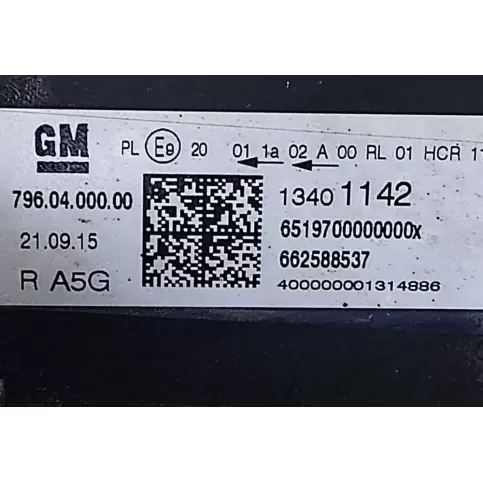 GM PL E9 20 01 1a 02 A 00 RL 01 HCR
796.04.000.00
1340 1142
21.09.15
6519700000000x
662588537
R A5G
400000001314886